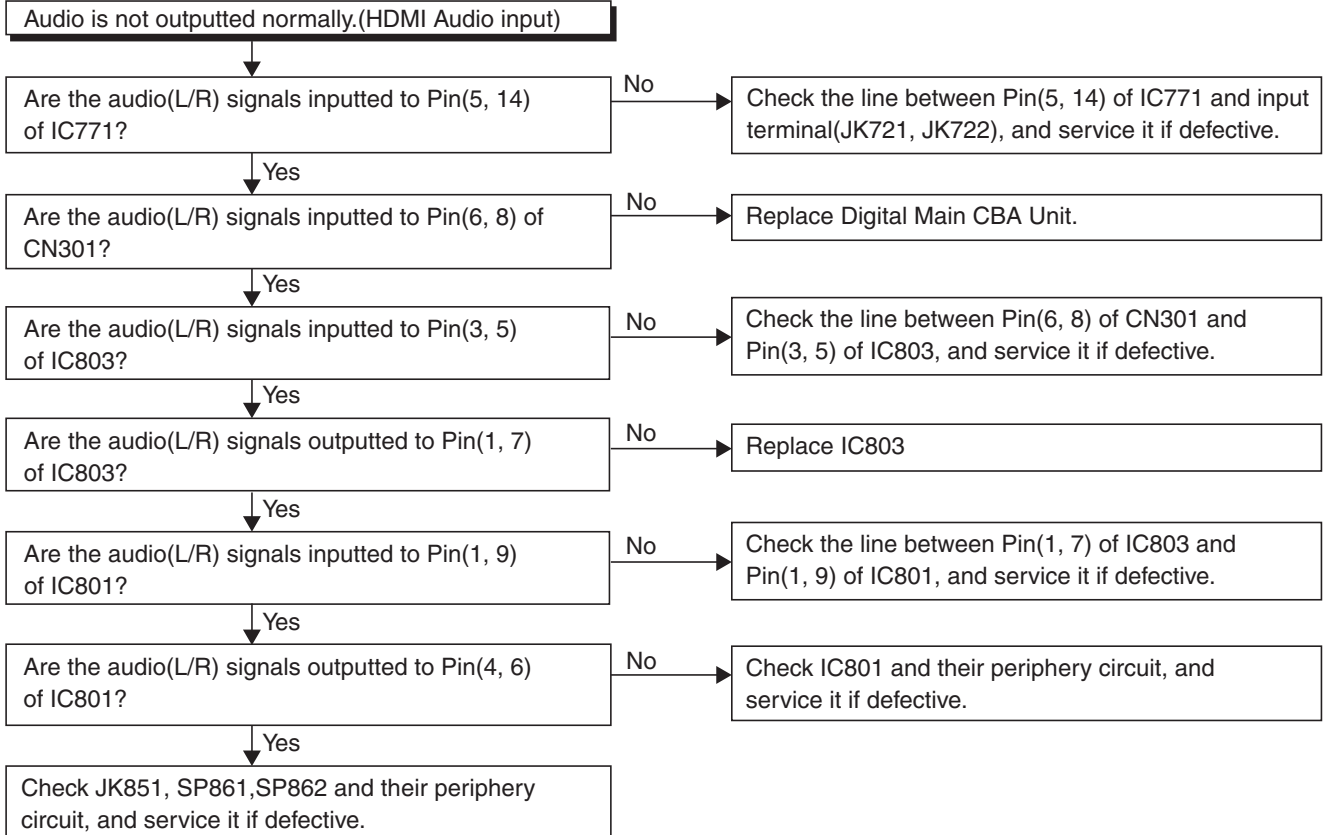 Audio is not outputted normally.(HDMI Audio input)
Are the audio(L/R) signals inputted to Pin(5, 14)
of IC771?
No
Check the line between Pin(5, 14) of IC771 and input
terminal(JK721, JK722), and service it if defective.
Yes
Are the audio(L/R) signals inputted to Pin(6, 8) of
CN301?
No
Replace Digital Main CBA Unit.
Yes
Are the audio(L/R) signals inputted to Pin(3, 5)
of IC803?
No
Check the line between Pin(6, 8) of CN301 and
Pin(3, 5) of IC803, and service it if defective.
Yes
Are the audio(L/R) signals outputted to Pin(1, 7)
of IC803?
No
Replace IC803
Yes
Are the audio(L/R) signals inputted to Pin(1, 9)
of IC801?
No
Check the line between Pin(1, 7) of IC803 and
Pin(1, 9) of IC801, and service it if defective.
Yes
Are the audio(L/R) signals outputted to Pin(4, 6)
of IC801?
No
Check IC801 and their periphery circuit, and
service it if defective.
Yes
Check JK851, SP861,SP862 and their periphery
circuit, and service it if defective.